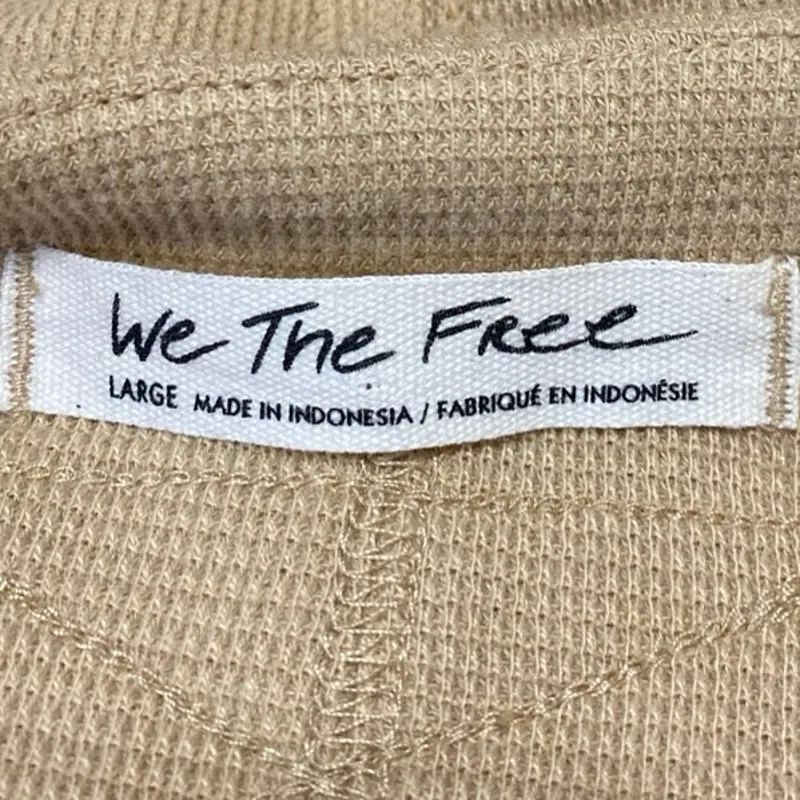 We The Free
LARGE MADE IN INDONESIA / FABRIQUÉ EN INDONÉSIE